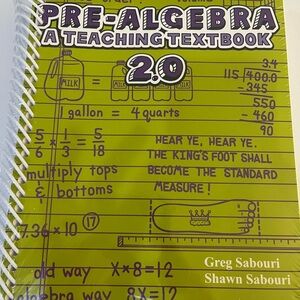 PRE-ALGEBRA
A TEACHING TEXTBOOK
2.0
3.4
115 400.0
-345
550
-460
90
MILK
1 gallon = 4 quarts
5/6 × 1/3 = 5/18
multiply tops
& bottoms
HEAR YE, HEAR YE.
THE KING'S FOOT SHALL
BECOME THE STANDARD
MEASURE!
7.36 × 10
17
old way X×8=12
algebra way 8X=12
Greg Sabouri
Shawn Sabouri